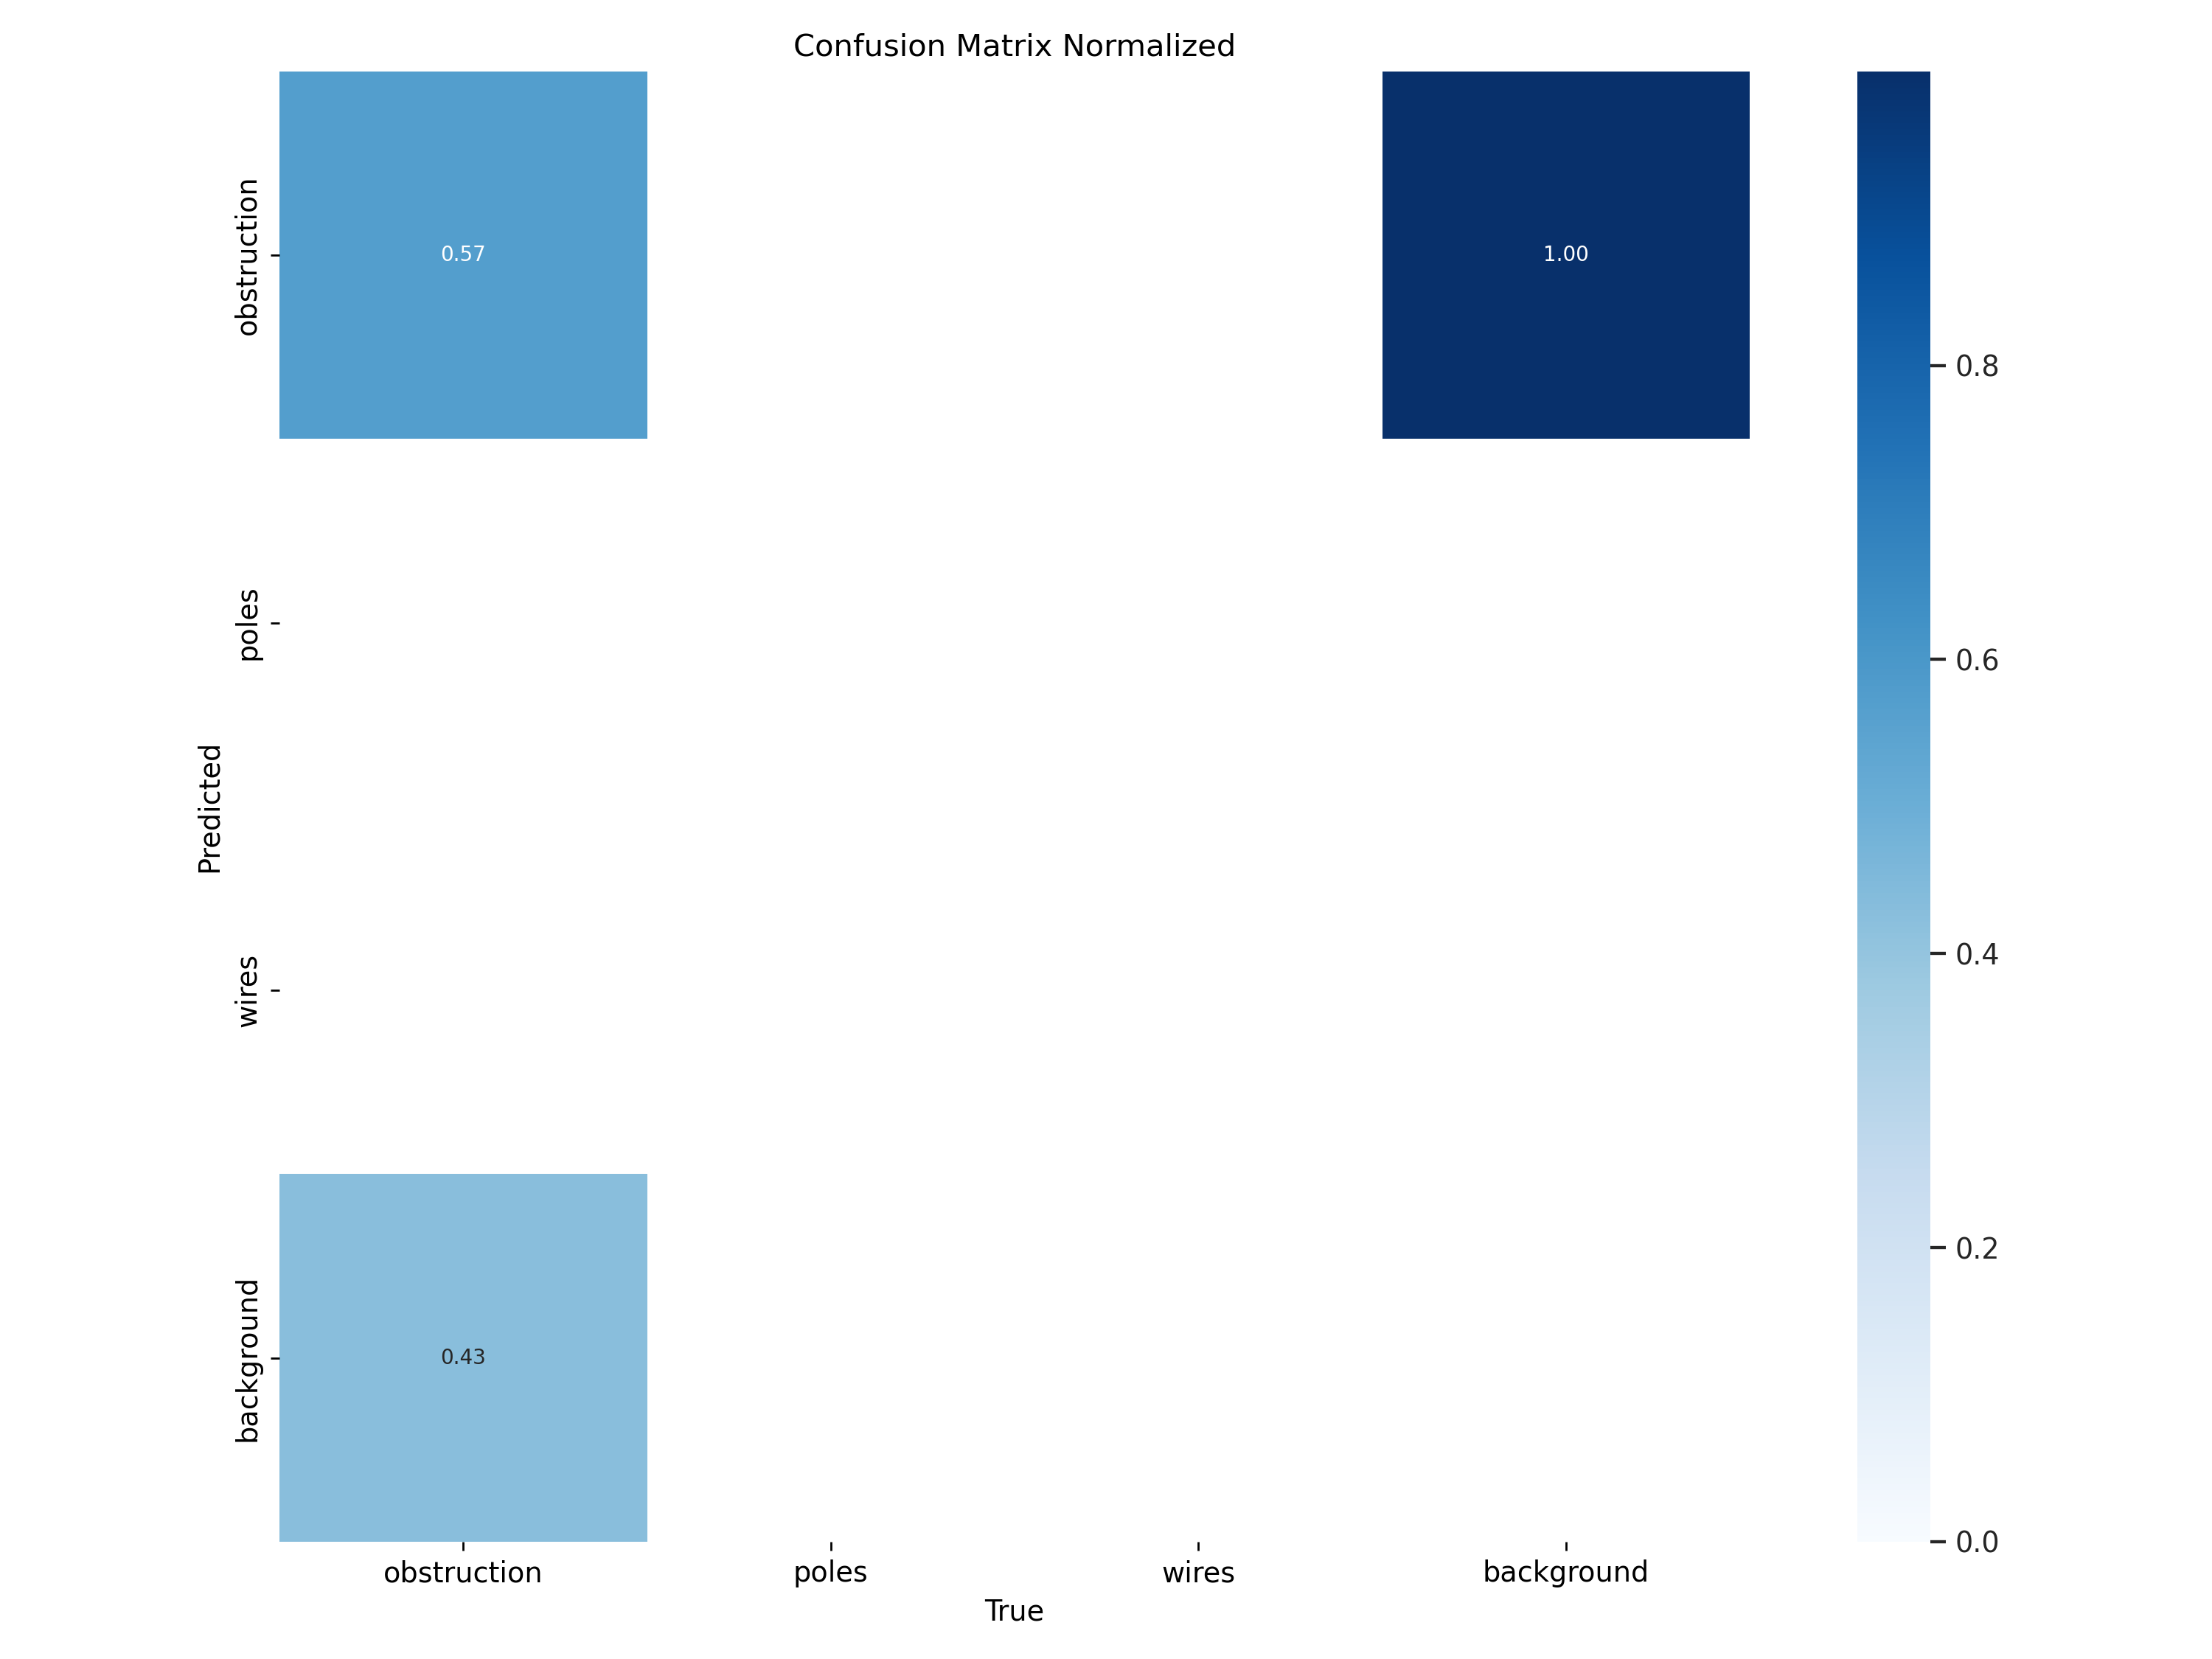 Confusion Matrix Normalized
obstruction
poles
wires
background
Predicted
0.57
1.00
0.43
obstruction
poles
wires
background
True
0.8
0.6
0.4
0.2
0.0